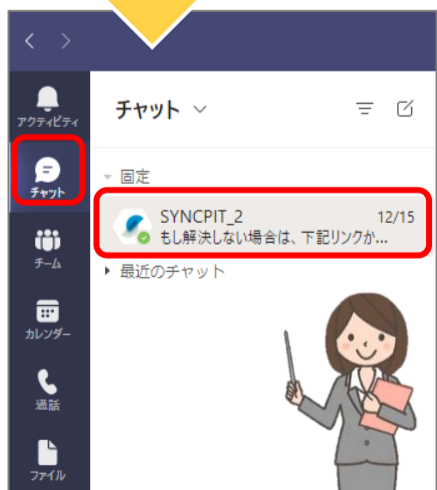 アクティビティ
チャット
チャット
固定
SYNCPIT_2 12/15
もし解決しない場合は、下記リンクか...
チーム
最近のチャット
カレンダー
通話
ファイル